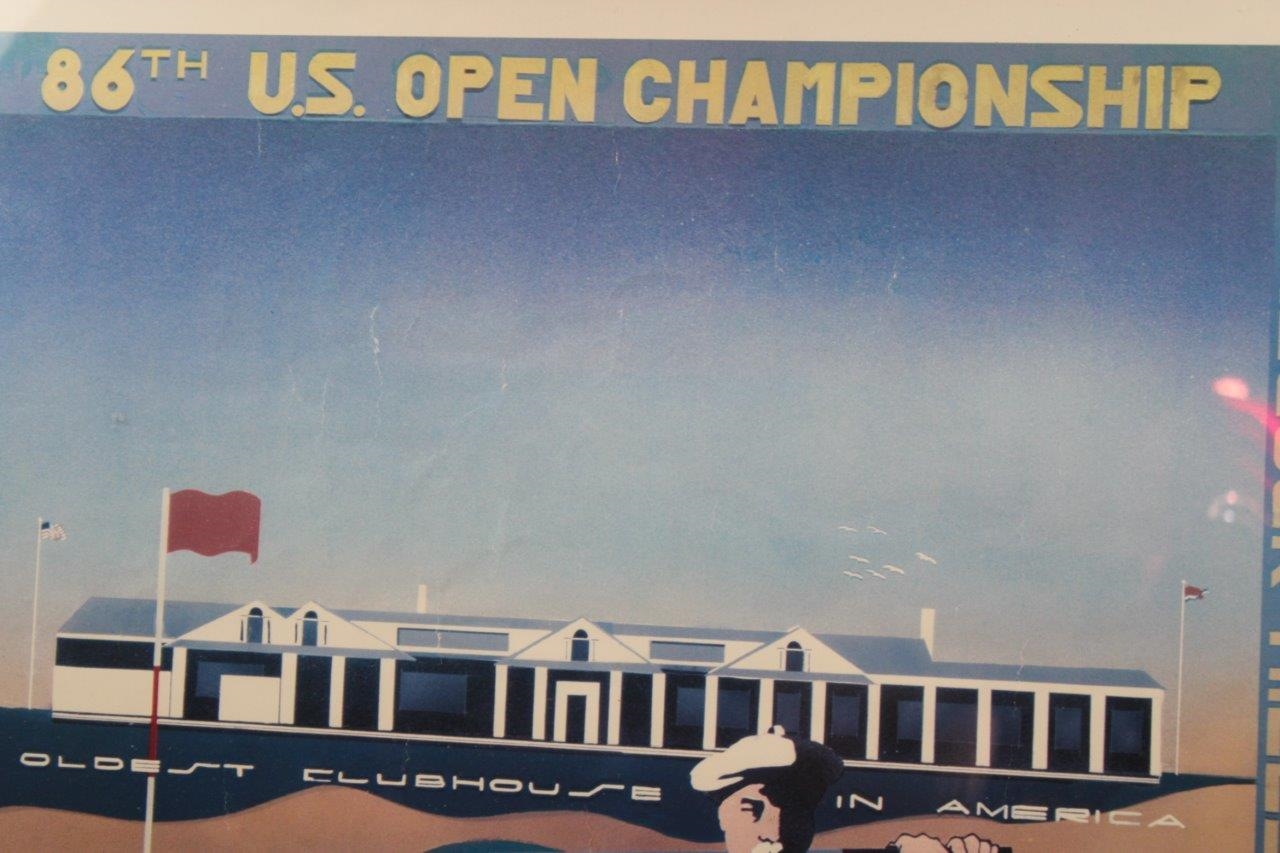 86TH U.S. OPEN CHAMPIONSHIP
OLDEST CLUBHOUSE IN AMERICA